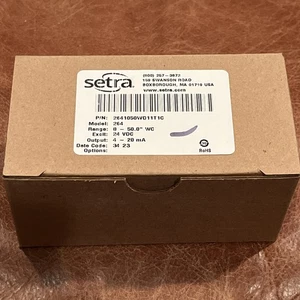 setra
(800) 257-3872
159 SWANSON ROAD
BOXBOROUGH, MA 01719 USA
www.setra.com
P/N: 2641050WD11T1C
Model: 264
Range: 0 - 50.0" WC
Excit: 24 VDC
Output: 4 - 20 mA
Date Code: 34 23
Options:
RoHS